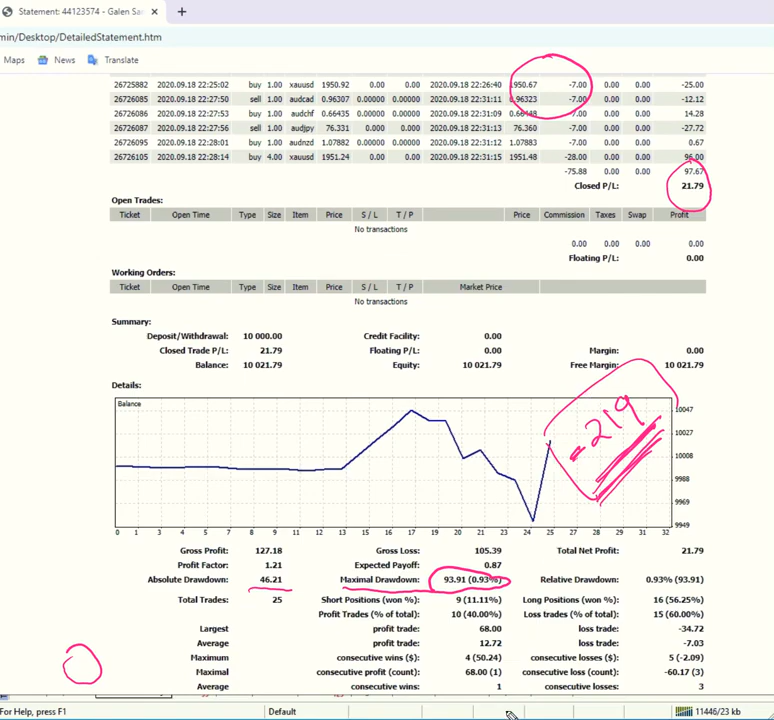 Statement: 44123574 - Galen Sa
min/Desktop/DetailedStatement.htm
Maps News Translate
26725882 2020.09.18 22:25:02 buy 1.00 xauusd 1950.92 0.00 0.00 2020.09.18 22:26:40 1950.67 -7.00 0.00 0.00 -25.00
26726085 2020.09.18 22:27:50 sell 1.00 audcad 0.96307 0.00000 0.00000 2020.09.18 22:31:11 0.96323 -7.00 0.00 0.00 -12.12
26726086 2020.09.18 22:27:53 buy 1.00 audchf 0.66435 0.00000 0.00000 2020.09.18 22:31:09 0.66448 -7.00 0.00 0.00 14.28
26726087 2020.09.18 22:27:56 sell 1.00 audjpy 76.331 0.000 0.000 2020.09.18 22:31:13 76.360 -7.00 0.00 0.00 -27.72
26726095 2020.09.18 22:28:01 buy 1.00 audnzd 1.07882 0.00000 0.00000 2020.09.18 22:31:12 1.07883 -7.00 0.00 0.00 0.67
26726105 2020.09.18 22:28:14 buy 4.00 xauusd 1951.24 0.00 0.00 2020.09.18 22:31:15 1951.48 -28.00 0.00 0.00 96.00
-75.88 0.00 0.00 97.67
Closed P/L: 21.79
Open Trades:
Ticket Open Time Type Size Item Price S / L T / P Price Commission Taxes Swap Profit
No transactions
0.00 0.00 0.00 0.00
Floating P/L: 0.00
Working Orders:
Ticket Open Time Type Size Item Price S / L T / P Market Price
No transactions
Summary:
Deposit/Withdrawal: 10 000.00 Credit Facility: 0.00
Closed Trade P/L: 21.79 Floating P/L: 0.00 Margin: 0.00
Balance: 10 021.79 Equity: 10 021.79 Free Margin: 10 021.79
Details:
Balance
10047
10027
10008
9988
9969
9949
-219
0 1 2 3 4 5 6 7 8 9 10 12 13 14 15 16 17 18 20 21 22 23 24 25 26 28 29 30 31 32
Gross Profit: 127.18 Gross Loss: 105.39 Total Net Profit: 21.79
Profit Factor: 1.21 Expected Payoff: 0.87
Absolute Drawdown: 46.21 Maximal Drawdown: 93.91 (0.93%) Relative Drawdown: 0.93% (93.91)
Total Trades: 25 Short Positions (won %): 9 (11.11%) Long Positions (won %): 16 (56.25%)
Profit Trades (% of total): 10 (40.00%) Loss trades (% of total): 15 (60.00%)
Largest profit trade: 68.00 loss trade: -34.72
Average profit trade: 12.72 loss trade: -7.03
Maximum consecutive wins ($): 4 (50.24) consecutive losses ($): 5 (-2.09)
Maximal consecutive profit (count): 68.00 (1) consecutive loss (count): -60.17 (3)
Average consecutive wins: 1 consecutive losses: 3
For Help, press F1 Default 11446/23 kb